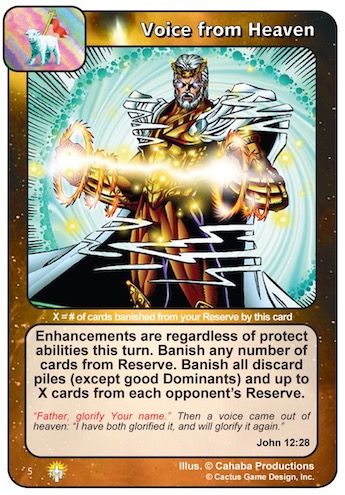 Voice from Heaven
X = # of cards banished from your Reserve by this card
Enhancements are regardless of protect
abilities this turn. Banish any number of
cards from Reserve. Banish all discard
piles (except good Dominants) and up to
X cards from each opponent's Reserve.
"Father, glorify Your name." Then a voice came out of
heaven: "I have both glorified it, and will glorify it again."
John 12:28
Illus. © Cahaba Productions
5
© Cactus Game Design, Inc.